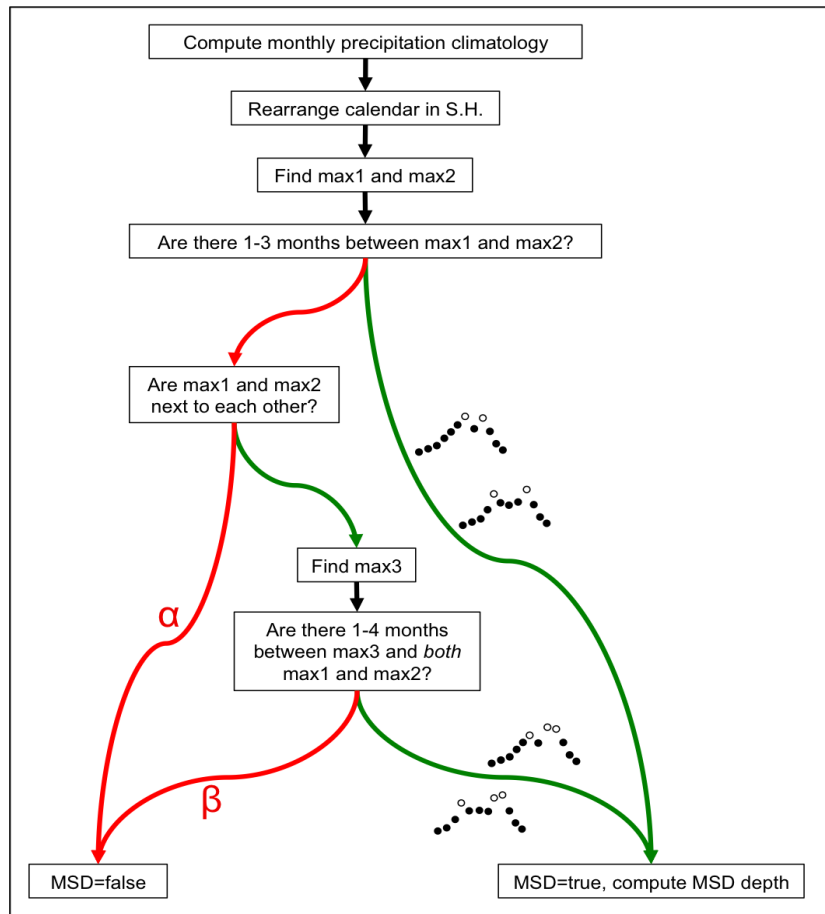 Compute monthly precipitation climatology
Rearrange calendar in S.H.
Find max1 and max2
Are there 1-3 months between max1 and max2?
Are max1 and max2
next to each other?
Find max3
α
Are there 1-4 months
between max3 and both
max1 and max2?
β
MSD=false
MSD=true, compute MSD depth